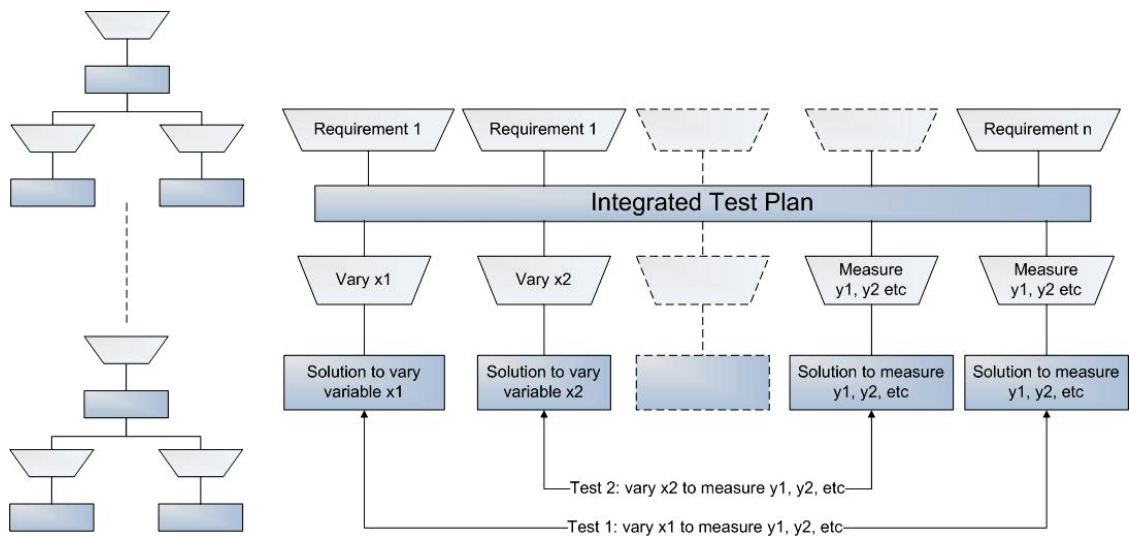 Requirement 1
Requirement 1
Requirement n
Integrated Test Plan
Vary x1
Vary x2
Measure
y1, y2 etc
Measure
y1, y2, etc
Solution to vary
variable x1
Solution to vary
variable x2
Solution to measure
y1, y2, etc
Solution to measure
y1, y2, etc
Test 2: vary x2 to measure y1, y2, etc
Test 1: vary x1 to measure y1, y2, etc